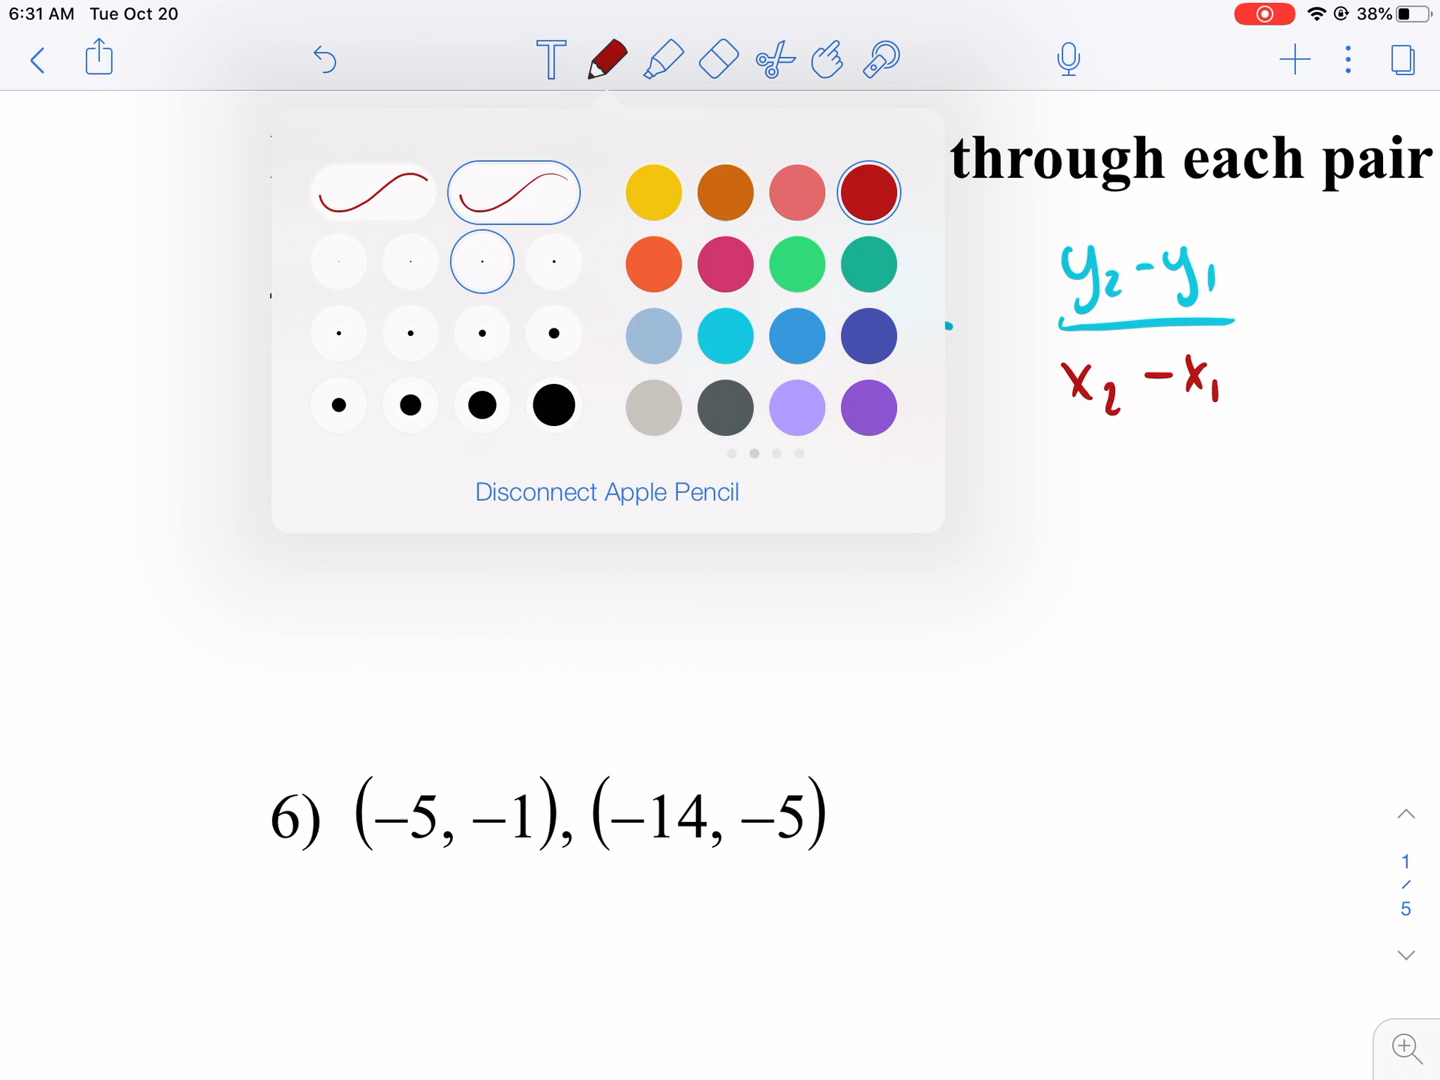 6:31 AM Tue Oct 20 38%
T
through each pair
y₂ - y₁
x₂ - x₁
Disconnect Apple Pencil
6) (−5, −1), (−14, −5)
1
/
5